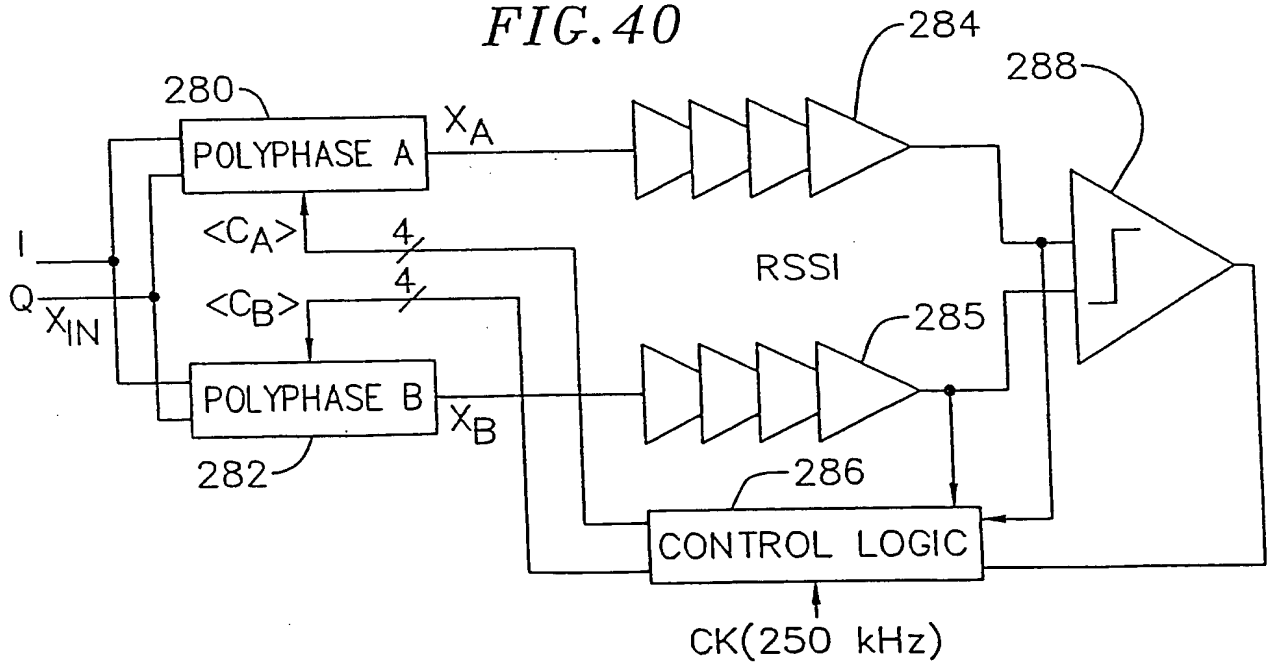 FIG. 40
284
288
280
X_A
POLYPHASE A
<C_A>
4
I
RSSI
Q
X_IN
<C_B>
4
285
POLYPHASE B
X_B
282
286
CONTROL LOGIC
CK(250 kHz)